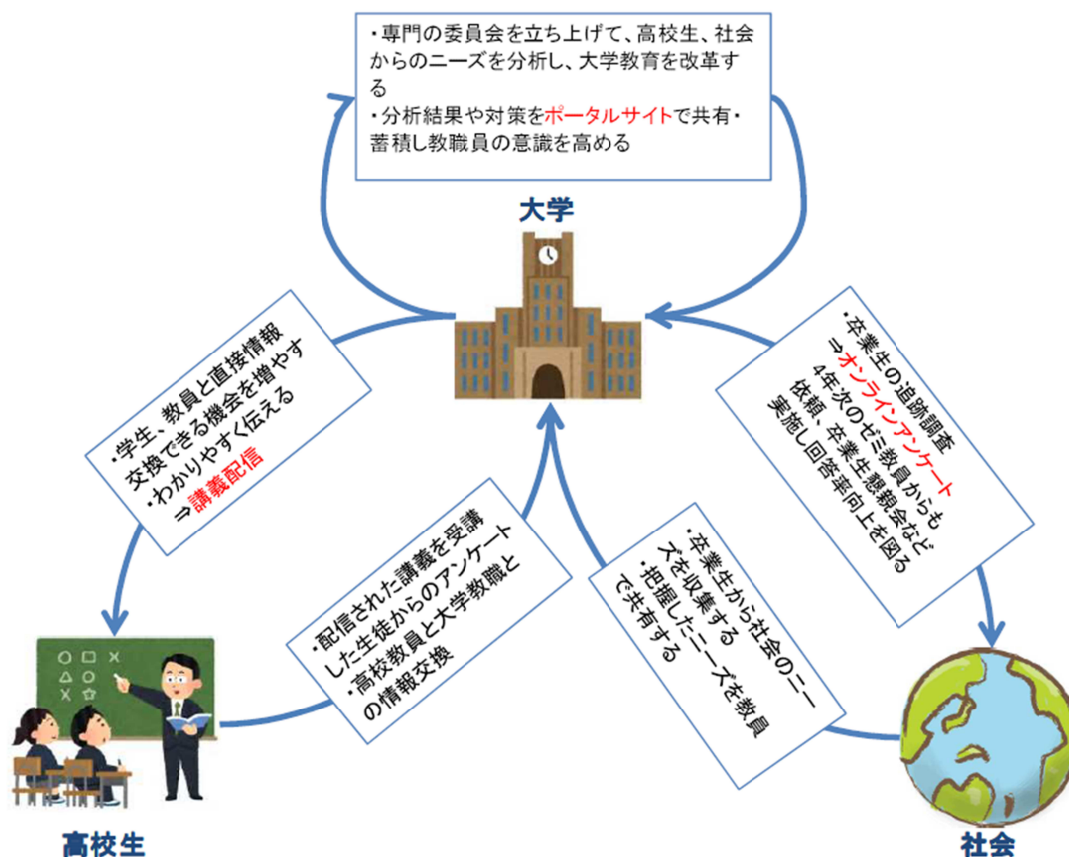 ・専門の委員会を立ち上げて、高校生、社会
からのニーズを分析し、大学教育を改革す
る
・分析結果や対策をポータルサイトで共有・
蓄積し教職員の意識を高める
大学
・学生、教員と直接情報
交換できる機会を増やす
・わかりやすく伝える
⇒講義配信
・卒業生の追跡調査
⇒オンラインアンケート
4年次のゼミ教員からも
依頼、卒業生懇親会など
実施し回答率向上を図る
・配信された講義を受講
した生徒からのアンケート
・高校教員と大学教職と
の情報交換
・卒業生から社会のニー
ズを収集する
・把握したニーズを教員
で共有する
高校生
社会